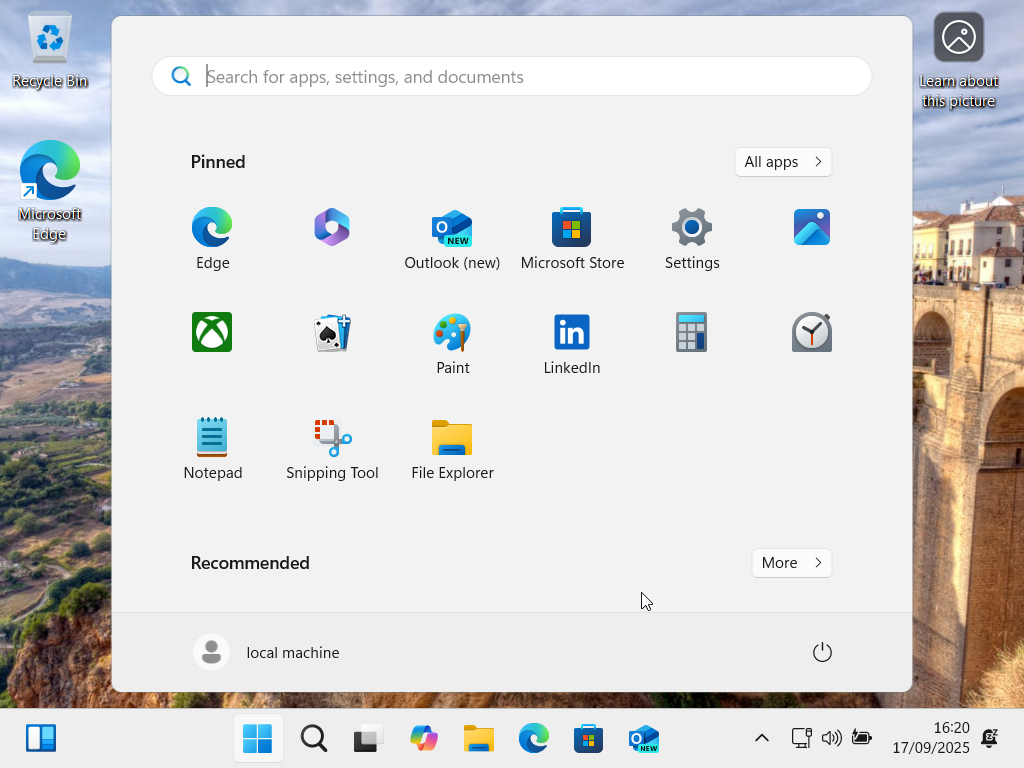 Recycle Bin
Microsoft
Edge
Learn about
this picture
Search for apps, settings, and documents
Pinned
All apps
Edge
Outlook (new)
Microsoft Store
Settings
Paint
LinkedIn
Notepad
Snipping Tool
File Explorer
Recommended
More
local machine
16:20
17/09/2025